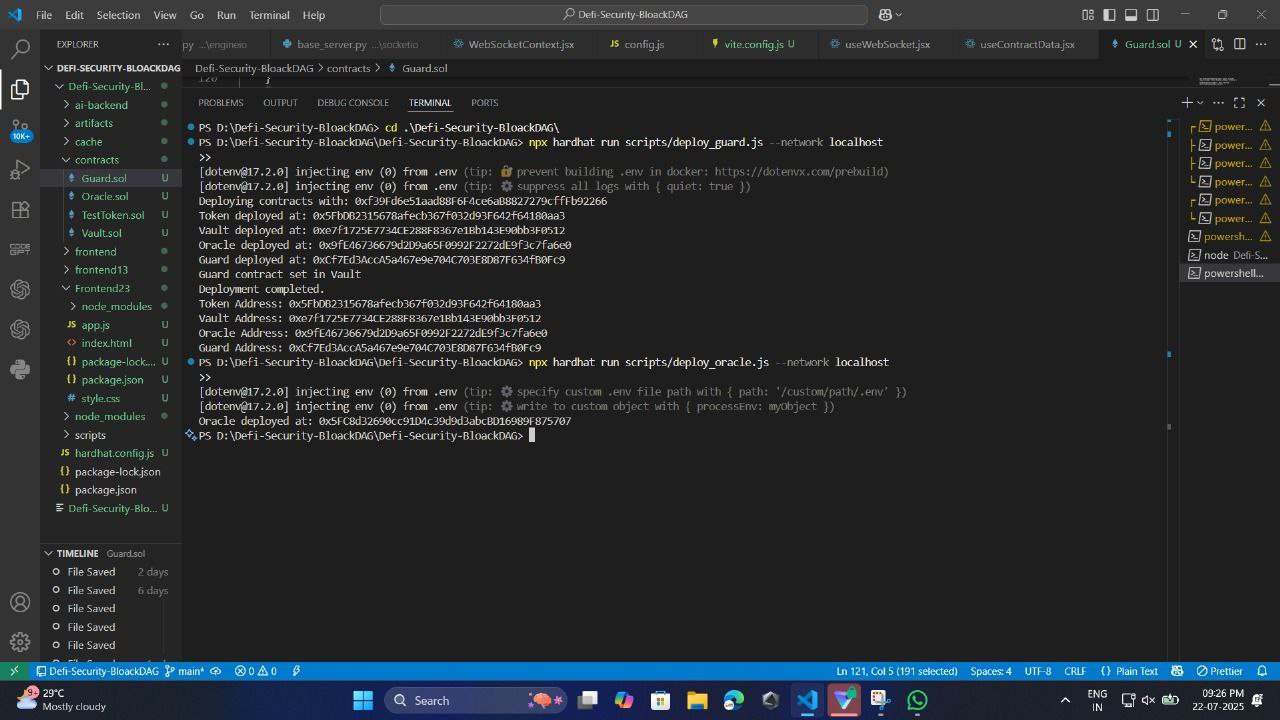 File Edit Selection View Go Run Terminal Help
Defi-Security-BloackDAG
EXPLORER
py ...\engineio
base_server.py ...\socketio
WebSocketContext.jsx
config.js
vite.config.js U
useWebSocket.jsx
useContractData.jsx
Guard.sol U
DEFI-SECURITY-BLOACKDAG
Defi-Security-Bl...
ai-backend
artifacts
cache
contracts
Guard.sol U
Oracle.sol U
TestToken.sol U
Vault.sol U
frontend
frontend13
Frontend23
node_modules
JS app.js U
<> index.html U
{} package-lock.... U
{} package.json U
# style.css U
node_modules
scripts
JS hardhat.config.js U
{} package-lock.json
{} package.json
Defi-Security-Blo... U
10K+
CODE
GPT
TIMELINE Guard.sol
File Saved 2 days
File Saved 6 days
File Saved
File Saved
File Saved
Defi-Security-BloackDAG > contracts > Guard.sol
120 }
PROBLEMS OUTPUT DEBUG CONSOLE TERMINAL PORTS
PS D:\Defi-Security-BloackDAG> cd .\Defi-Security-BloackDAG\
PS D:\Defi-Security-BloackDAG\Defi-Security-BloackDAG> npx hardhat run scripts/deploy_guard.js --network localhost
>>
[dotenv@17.2.0] injecting env (0) from .env (tip: 🔐 prevent building .env in docker: https://dotenvx.com/prebuild)
[dotenv@17.2.0] injecting env (0) from .env (tip: ⚙️ suppress all logs with { quiet: true })
Deploying contracts with: 0xf39Fd6e51aad88F6F4ce6aB8827279cffFb92266
Token deployed at: 0x5FbDB2315678afecb367f032d93F642f64180aa3
Vault deployed at: 0xe7f1725E7734CE288F8367e1Bb143E90bb3F0512
Oracle deployed at: 0x9fE46736679d2D9a65F0992F2272dE9f3c7fa6e0
Guard deployed at: 0xCf7Ed3AccA5a467e9e704C703E8D87F634fB0Fc9
Guard contract set in Vault
Deployment completed.
Token Address: 0x5FbDB2315678afecb367f032d93F642f64180aa3
Vault Address: 0xe7f1725E7734CE288F8367e1Bb143E90bb3F0512
Oracle Address: 0x9fE46736679d2D9a65F0992F2272dE9f3c7fa6e0
Guard Address: 0xCf7Ed3AccA5a467e9e704C703E8D87F634fB0Fc9
PS D:\Defi-Security-BloackDAG\Defi-Security-BloackDAG> npx hardhat run scripts/deploy_oracle.js --network localhost
>>
[dotenv@17.2.0] injecting env (0) from .env (tip: ⚙️ specify custom .env file path with { path: '/custom/path/.env' })
[dotenv@17.2.0] injecting env (0) from .env (tip: ⚙️ write to custom object with { processEnv: myObject })
Oracle deployed at: 0x5FC8d32690cc91D4c39d9d3abcBD16989F875707
PS D:\Defi-Security-BloackDAG\Defi-Security-BloackDAG>
power...
power...
power...
power...
power...
power...
powersh...
node Defi-S...
powershell...
Defi-Security-BloackDAG main* 0 0
Ln 121, Col 5 (191 selected) Spaces: 4 UTF-8 CRLF {} Plain Text Prettier
9+ 29°C
Mostly cloudy
Search
ENG
IN
09:26 PM
22-07-2025